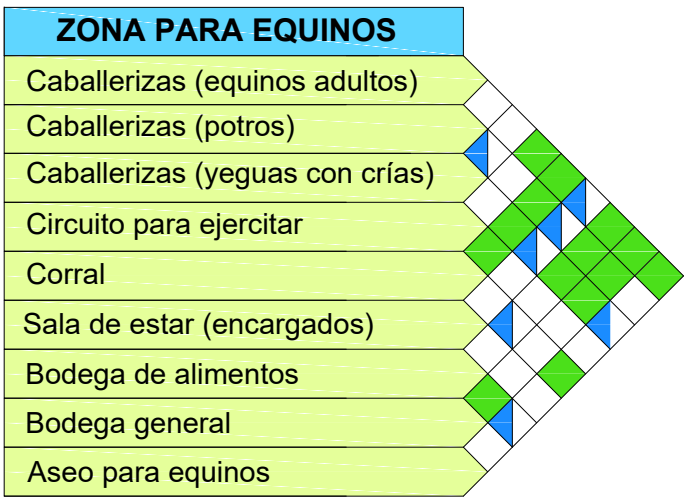 ZONA PARA EQUINOS
Caballerizas (equinos adultos)
Caballerizas (potros)
Caballerizas (yeguas con crías)
Circuito para ejercitar
Corral
Sala de estar (encargados)
Bodega de alimentos
Bodega general
Aseo para equinos